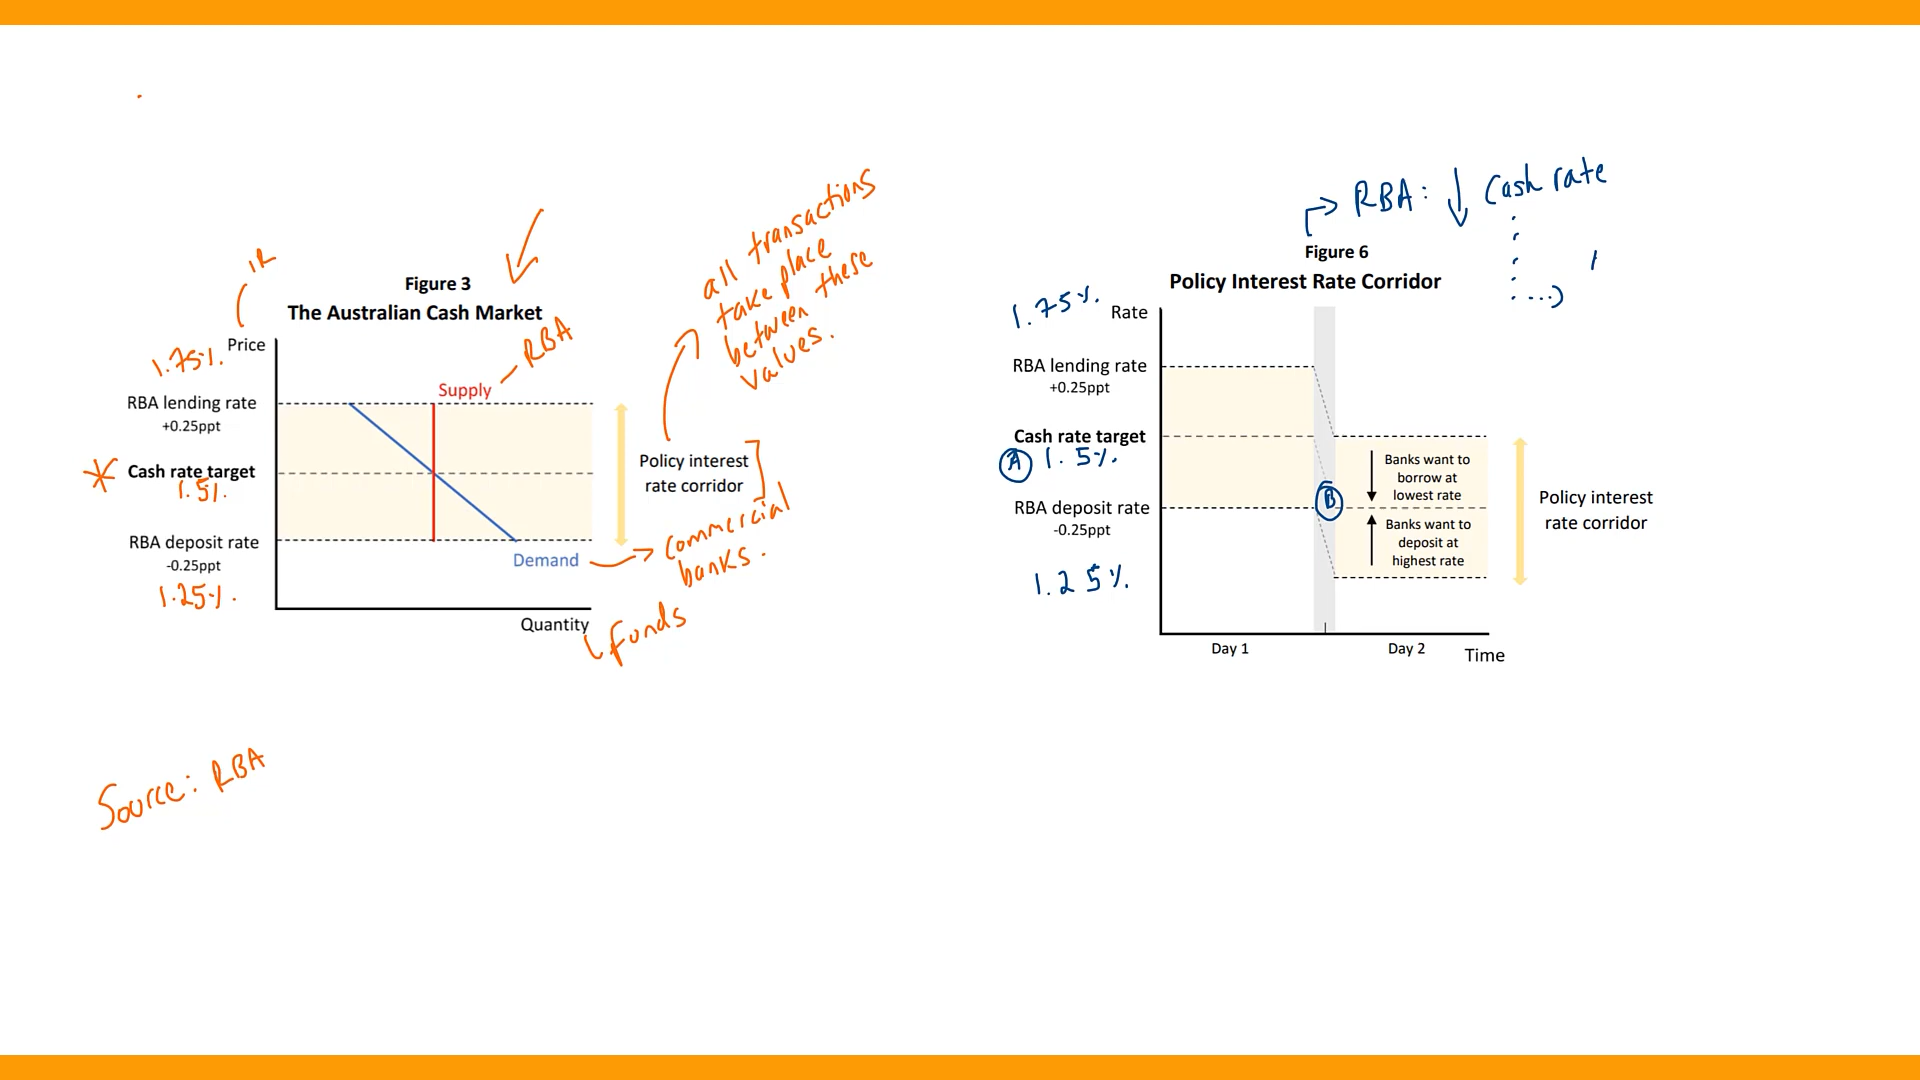 Figure 3
The Australian Cash Market
IR
Price
1.75%.
RBA lending rate
+0.25ppt
Cash rate target
1.5%.
RBA deposit rate
-0.25ppt
1.25%.
Supply
RBA
Demand
Quantity
funds
Policy interest
rate corridor
all transactions
take place
between these
values.
commercial
banks.
Source: RBA
RBA: ↓ Cash rate
Figure 6
Policy Interest Rate Corridor
1.75%.
Rate
RBA lending rate
+0.25ppt
Cash rate target
A 1.5%.
RBA deposit rate
-0.25ppt
1.25%.
B
Banks want to
borrow at
lowest rate
Banks want to
deposit at
highest rate
Policy interest
rate corridor
Day 1
Day 2
Time